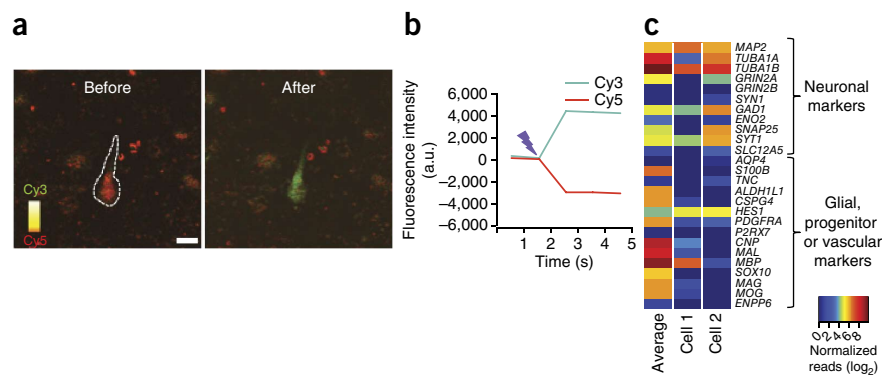 a
Before
After
Cy3
Cy5
b
Fluorescence intensity
(a.u.)
6,000
4,000
2,000
0
−2,000
−4,000
−6,000
Cy3
Cy5
0 1 2 3 4 5
Time (s)
c
MAP2
TUBA1A
TUBA1B
GRIN2A
GRIN2B
SYN1
GAD1
ENO2
SNAP25
SYT1
SLC12A5
AQP4
S100B
TNC
ALDH1L1
CSPG4
HES1
PDGFRA
P2RX7
CNP
MAL
MBP
SOX10
MAG
MOG
ENPP6
Neuronal
markers
Glial,
progenitor
or vascular
markers
Average
Cell 1
Cell 2
0 2 4 6 8
Normalized
reads (log2)